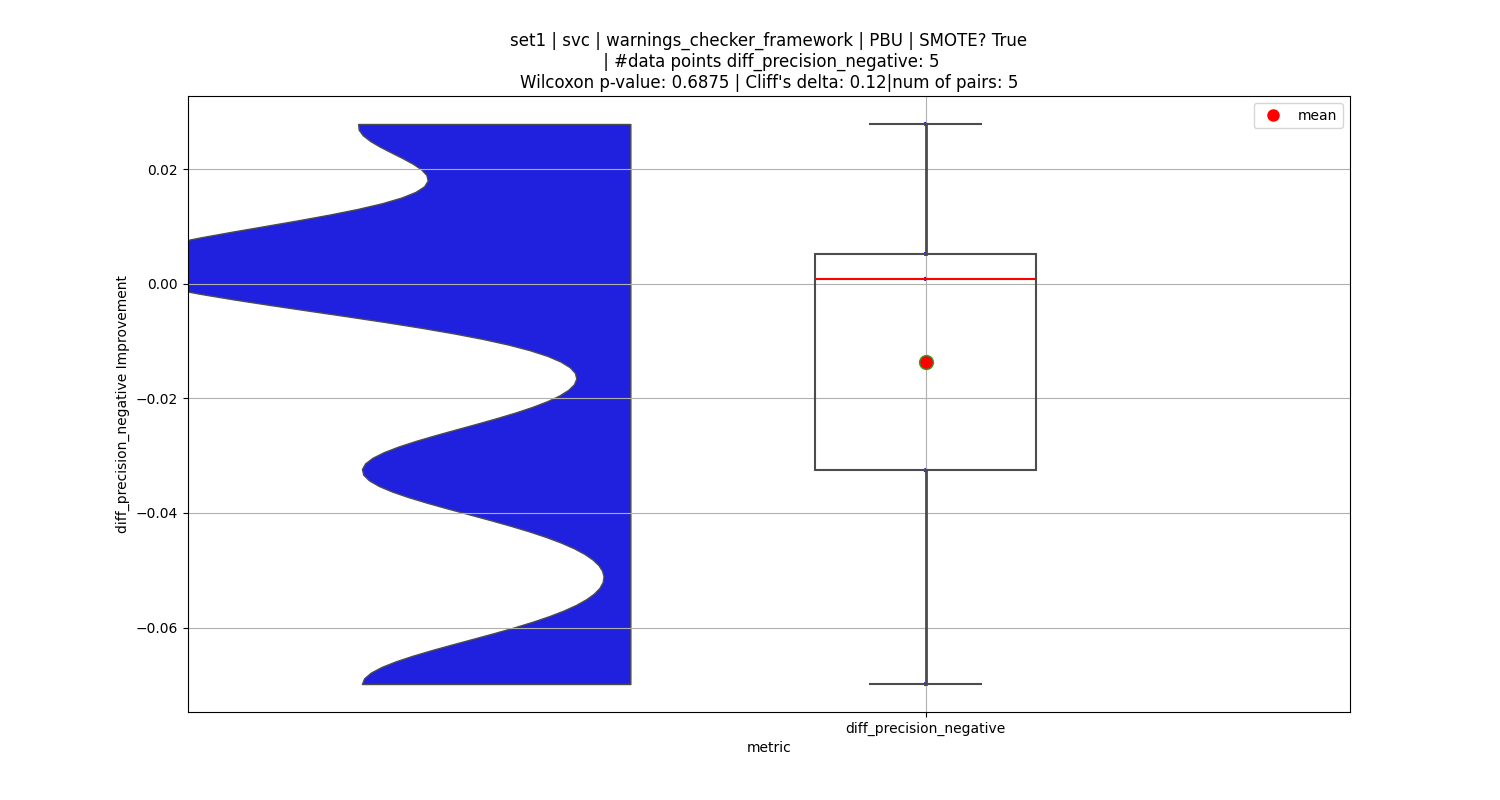 set1 | svc | warnings_checker_framework | PBU | SMOTE? True
| #data points diff_precision_negative: 5
Wilcoxon p-value: 0.6875 | Cliff's delta: 0.12|num of pairs: 5
mean
0.02
0.00
−0.02
−0.04
−0.06
diff_precision_negative Improvement
diff_precision_negative
metric